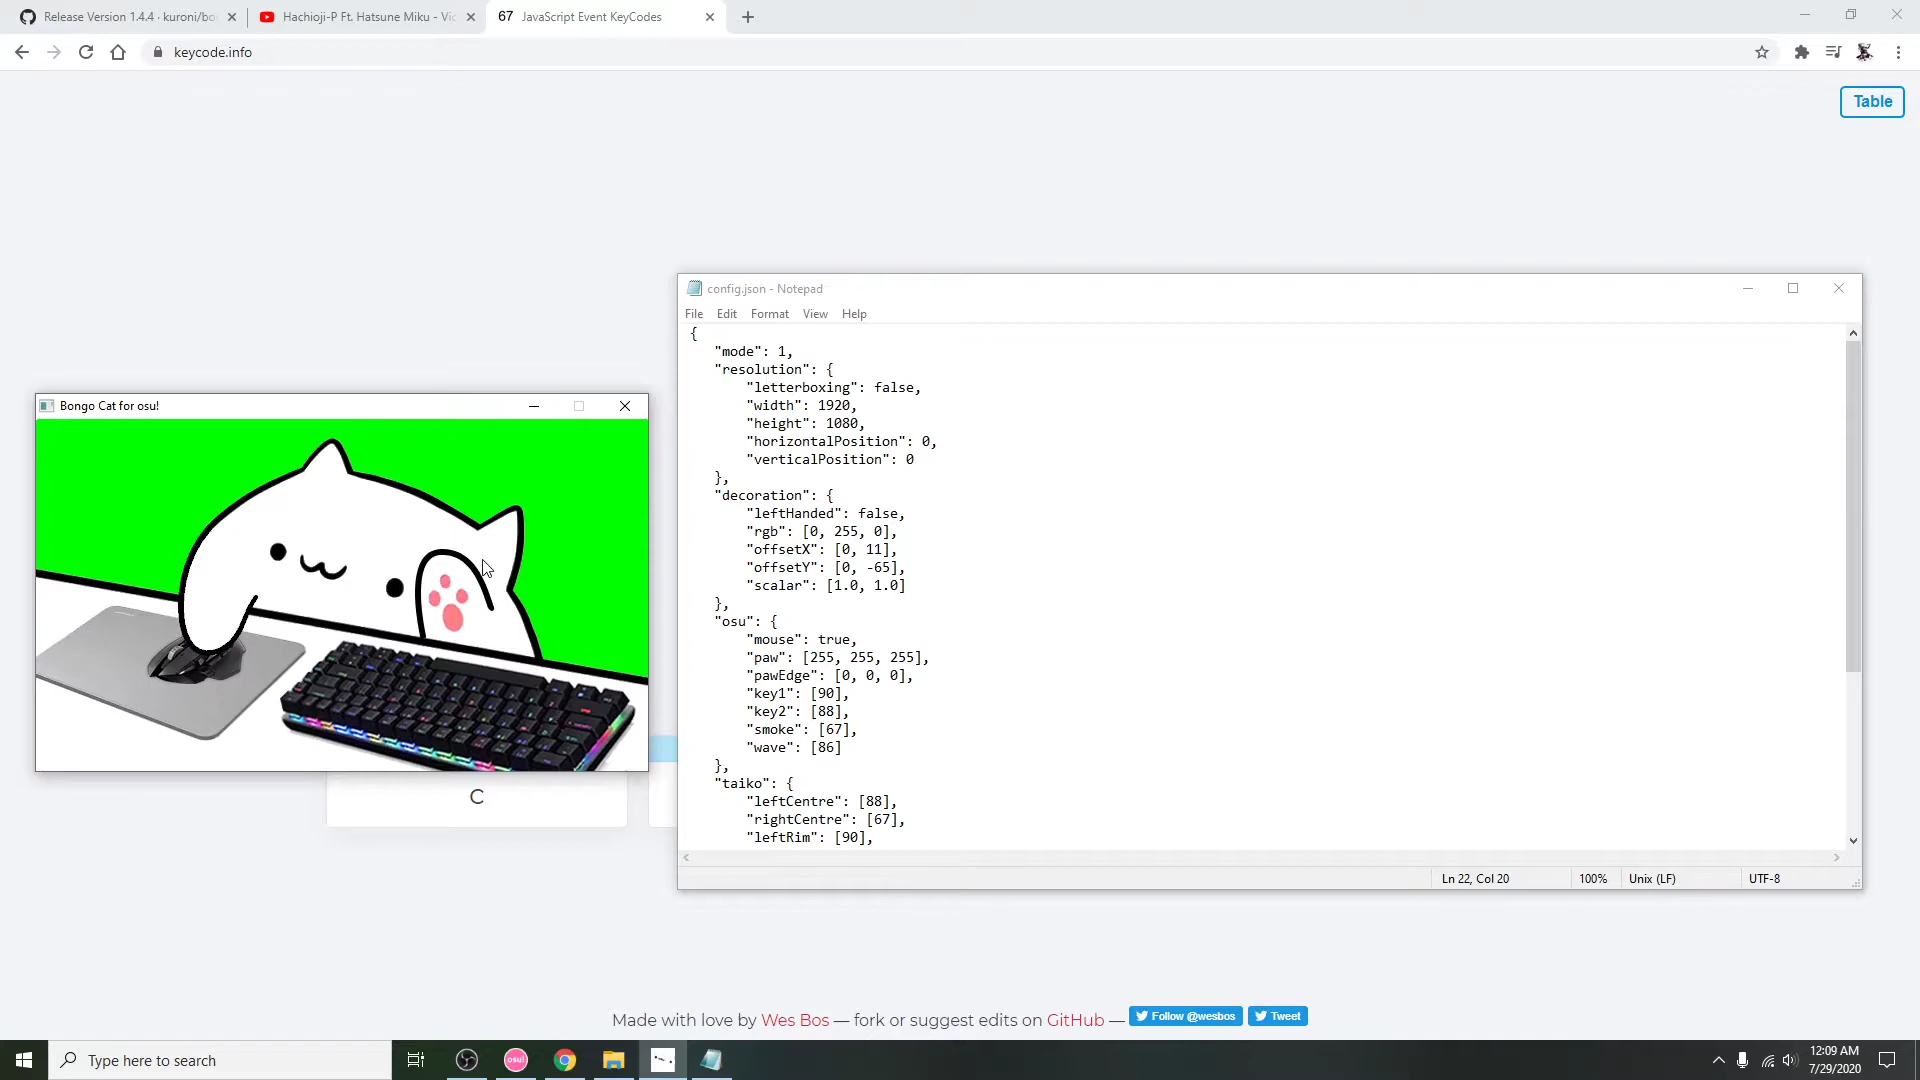 Release Version 1.4.4 · kuroni/bo
Hachioji-P Ft. Hatsune Miku - Vic
67 JavaScript Event KeyCodes
keycode.info
Table
Bongo Cat for osu!
C
config.json - Notepad
File Edit Format View Help
{
"mode": 1,
"resolution": {
"letterboxing": false,
"width": 1920,
"height": 1080,
"horizontalPosition": 0,
"verticalPosition": 0
},
"decoration": {
"leftHanded": false,
"rgb": [0, 255, 0],
"offsetX": [0, 11],
"offsetY": [0, -65],
"scalar": [1.0, 1.0]
},
"osu": {
"mouse": true,
"paw": [255, 255, 255],
"pawEdge": [0, 0, 0],
"key1": [90],
"key2": [88],
"smoke": [67],
"wave": [86]
},
"taiko": {
"leftCentre": [88],
"rightCentre": [67],
"leftRim": [90],
Ln 22, Col 20 100% Unix (LF) UTF-8
Made with love by Wes Bos — fork or suggest edits on GitHub — Follow @wesbos Tweet
Type here to search
osu!
12:09 AM
7/29/2020